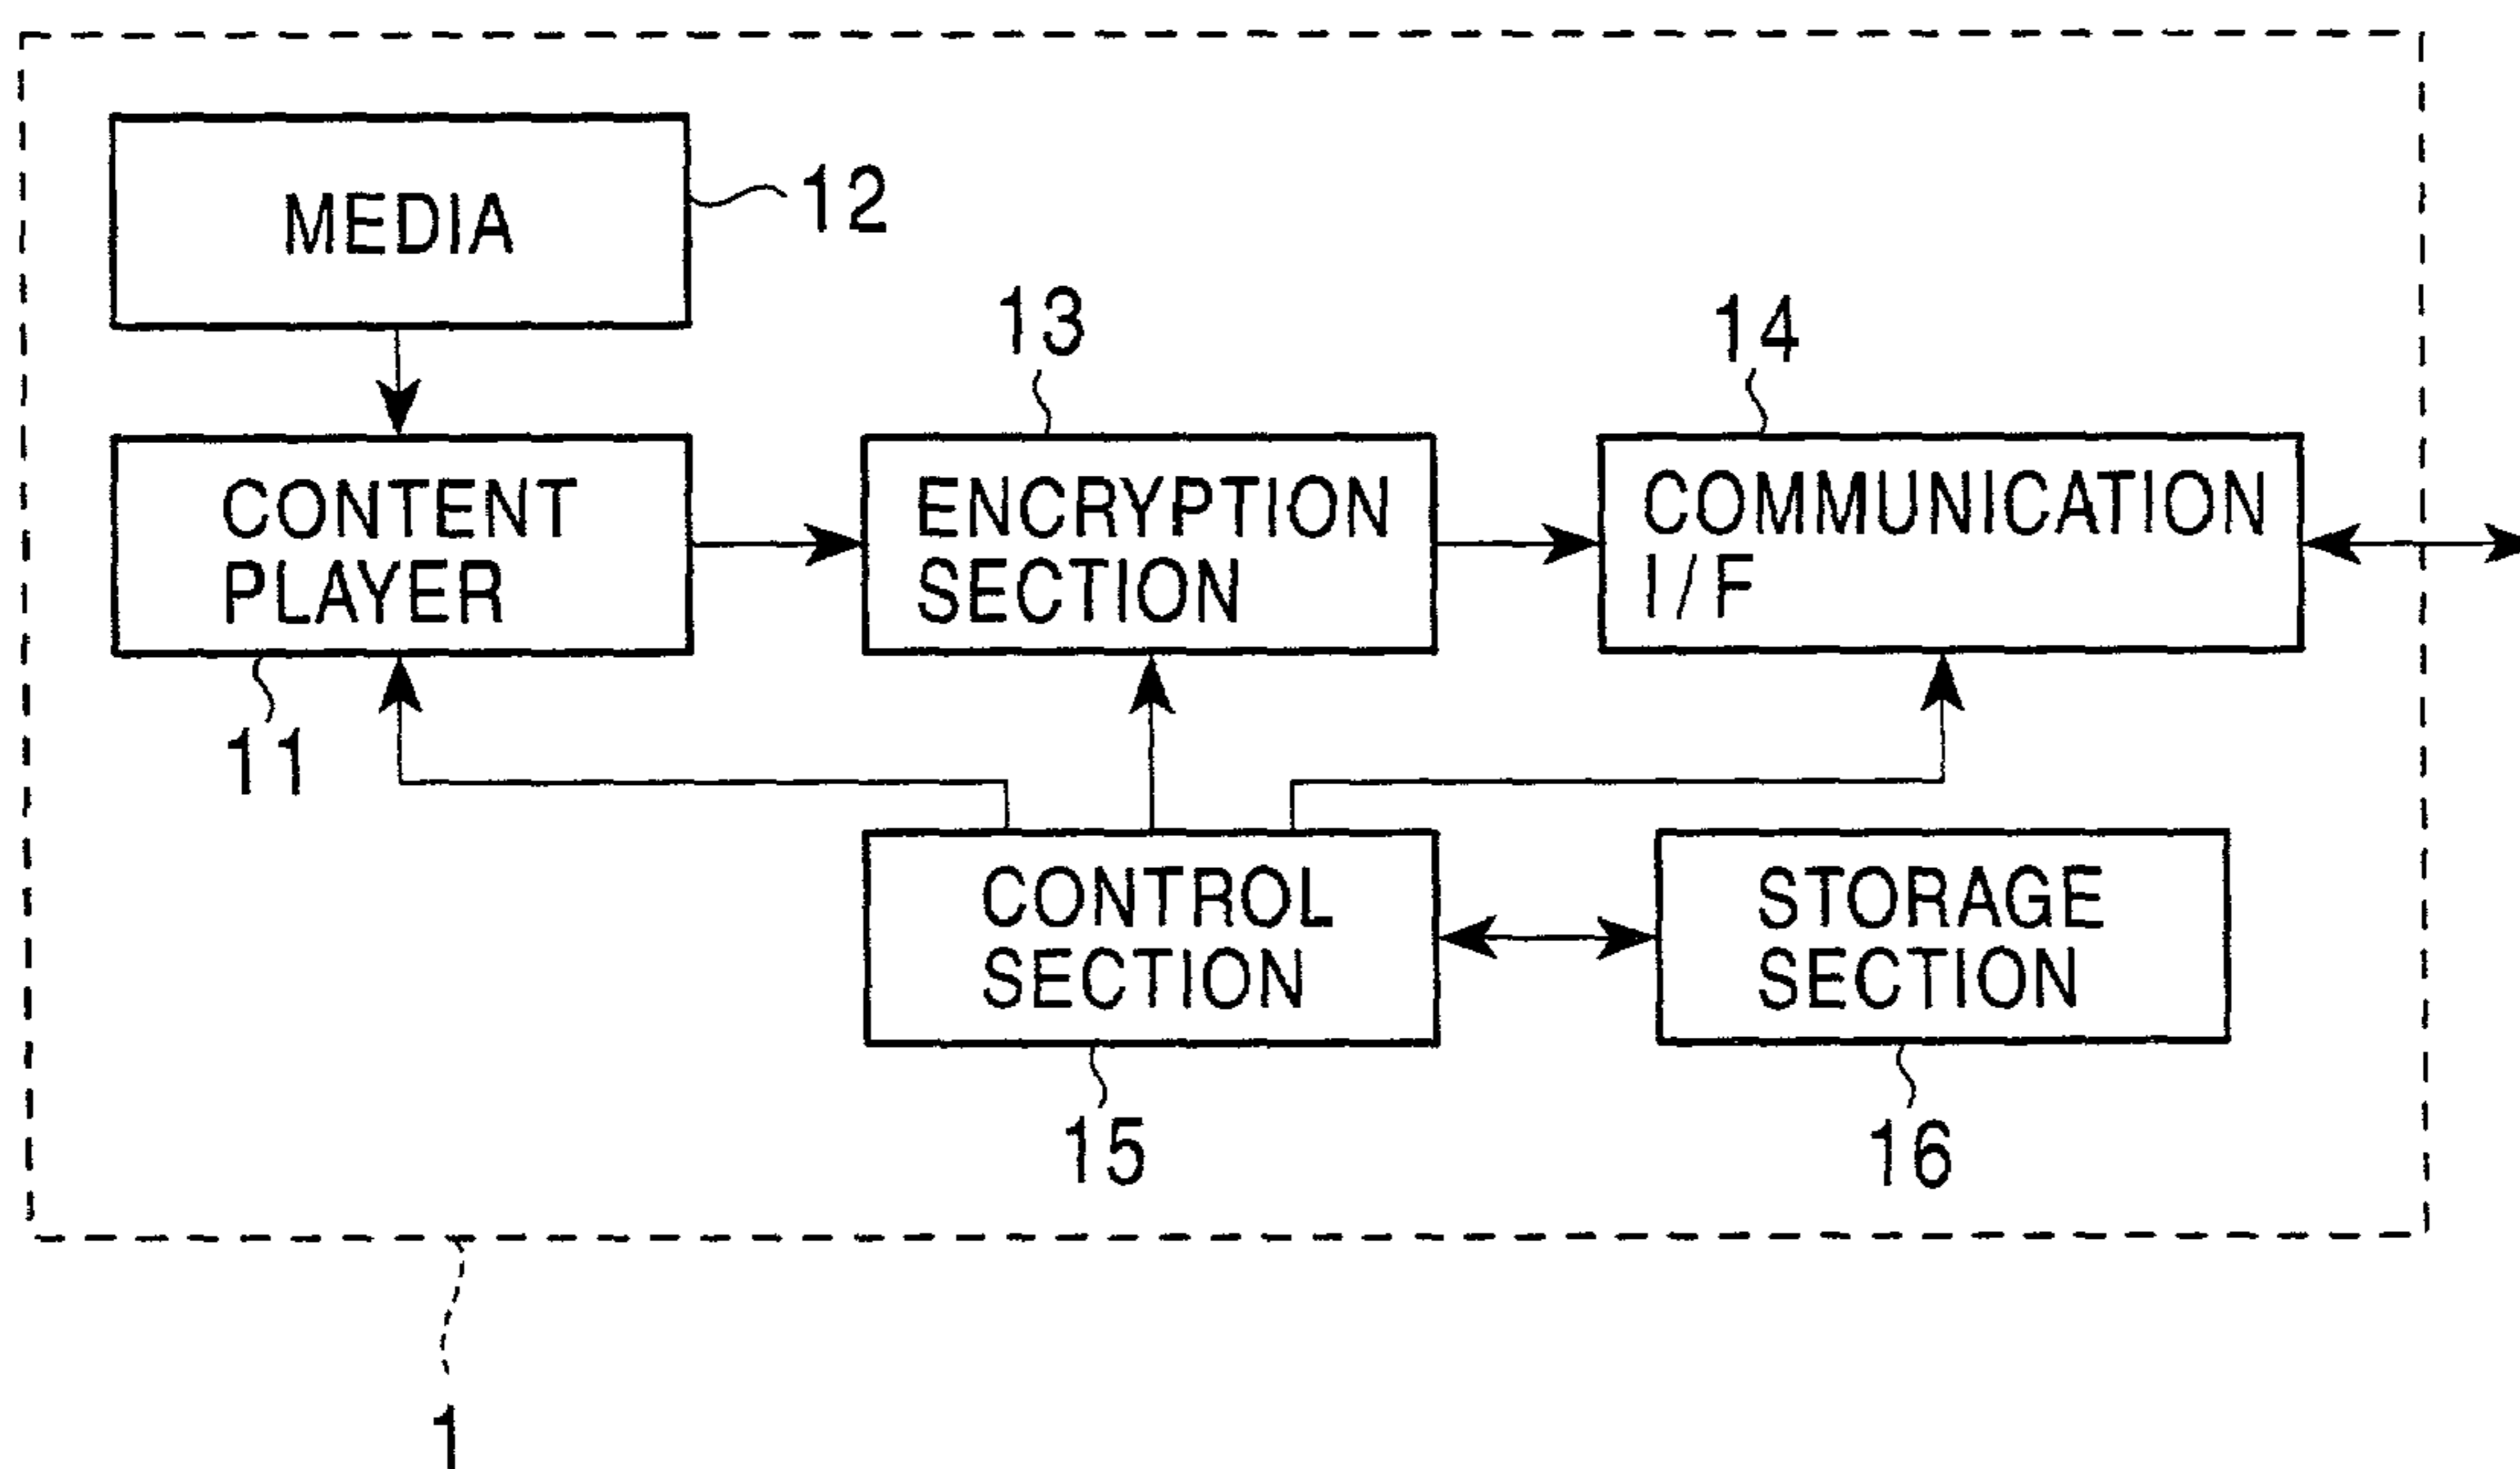 MEDIA
12
13
14
CONTENT
PLAYER
ENCRYPTION
SECTION
COMMUNICATION
I/F
11
CONTROL
SECTION
STORAGE
SECTION
15
16
1